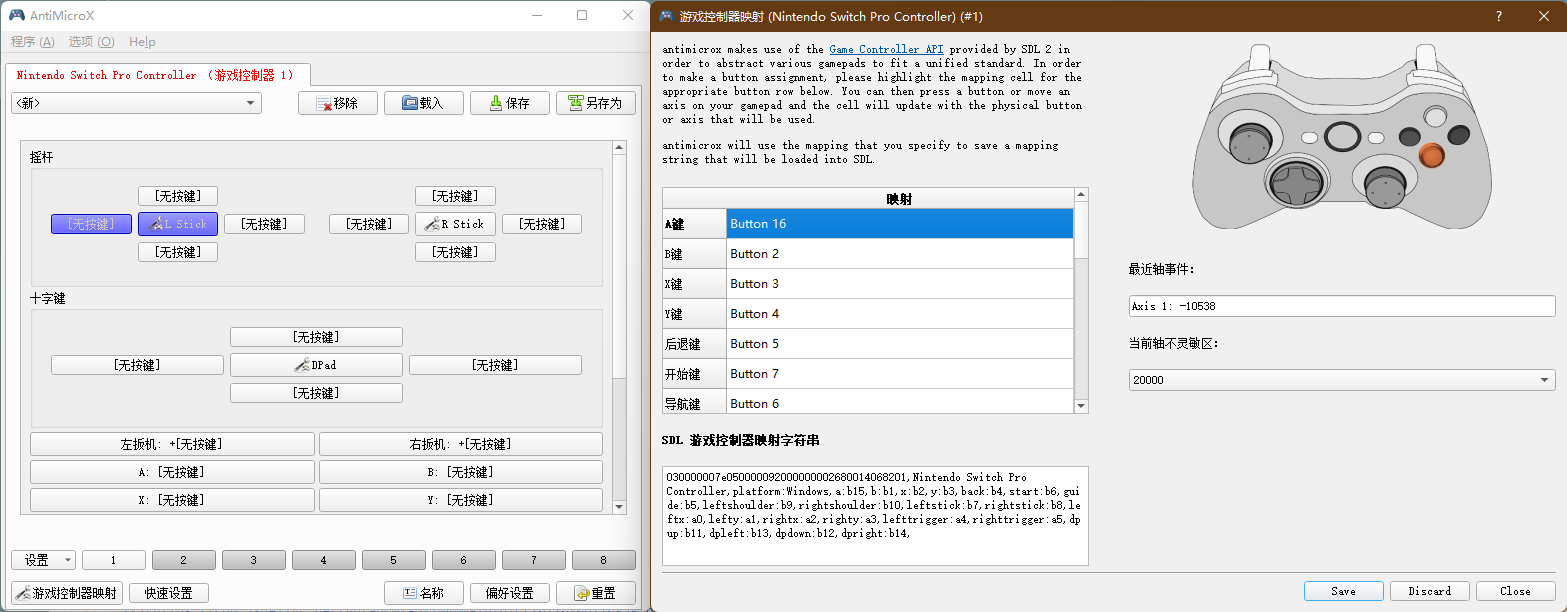 AntiMicroX
程序 (A) 选项 (O) Help
Nintendo Switch Pro Controller （游戏控制器 1）
<新>
移除
载入
保存
另存为
摇杆
[无按键] [无按键]
[无按键] L Stick [无按键] [无按键] R Stick [无按键]
[无按键] [无按键]
十字键
[无按键]
[无按键] DPad [无按键]
[无按键]
左扳机: +[无按键] 右扳机: +[无按键]
A: [无按键] B: [无按键]
X: [无按键] Y: [无按键]
设置 1 2 3 4 5 6 7 8
游戏控制器映射 快速设置 名称 偏好设置 重置
游戏控制器映射 (Nintendo Switch Pro Controller) (#1)
antimicrox makes use of the Game Controller API provided by SDL 2 in
order to abstract various gamepads to fit a unified standard. In order
to make a button assignment, please highlight the mapping cell for the
appropriate button row below. You can then press a button or move an
axis on your gamepad and the cell will update with the physical button
or axis that will be used.
antimicrox will use the mapping that you specify to save a mapping
string that will be loaded into SDL.
映射
A键 Button 16
B键 Button 2
X键 Button 3
Y键 Button 4
后退键 Button 5
开始键 Button 7
导航键 Button 6
SDL 游戏控制器映射字符串
030000007e0500000920000000002680014068201,Nintendo Switch Pro
Controller,platform:Windows,a:b15,b:b1,x:b2,y:b3,back:b4,start:b6,gui
de:b5,leftshoulder:b9,rightshoulder:b10,leftstick:b7,rightstick:b8,le
ftx:a0,lefty:a1,rightx:a2,righty:a3,lefttrigger:a4,righttrigger:a5,dp
up:b11,dpleft:b13,dpdown:b12,dpright:b14,
最近轴事件:
Axis 1: -10538
当前轴不灵敏区:
20000
Save Discard Close